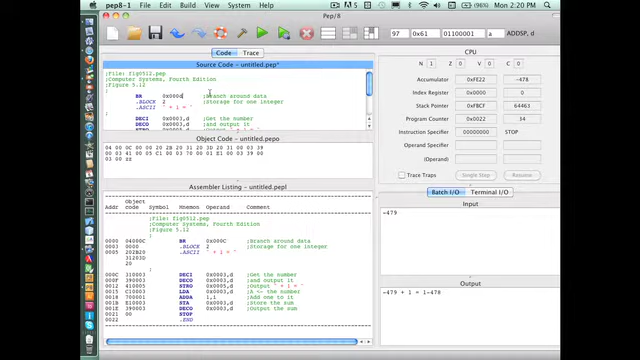 pep8-1 File Edit Build View System Help (96%) Mon 2:20 PM
Pep/8
97 0x61 01100001 a ADDSP, d
Code Trace
Source Code - untitled.pep*
;File: fig0512.pep
;Computer Systems, Fourth Edition
;Figure 5.12
;
BR 0x000d ;Branch around data
.BLOCK 2 ;Storage for one integer
.ASCII " + 1 = "
;
DECI 0x0003,d ;Get the number
DECO 0x0003,d ;and output it
Object Code - untitled.pepo
04 00 0C 00 00 20 2B 20 31 20 3D 20 31 00 03 39
00 03 41 00 05 C1 00 03 70 00 01 E1 00 03 39 00
03 00 zz
Assembler Listing - untitled.pepl
Object
Addr code Symbol Mnemon Operand Comment
;File: fig0512.pep
;Computer Systems, Fourth Edition
;Figure 5.12
;
0000 04000C BR 0x000C ;Branch around data
0003 0000 .BLOCK 2 ;Storage for one integer
0005 202B20 .ASCII " + 1 = "
31203D
20
;
000C 310003 DECI 0x0003,d ;Get the number
000F 390003 DECO 0x0003,d ;and output it
0012 410005 STRO 0x0005,d ;Output " + 1 = "
0015 C10003 LDA 0x0003,d ;A <- the number
0018 700001 ADDA 1,i ;Add one to it
001B E10003 STA 0x0003,d ;Store the sum
001E 390003 DECO 0x0003,d ;Output the sum
0021 00 STOP
0022 .END
CPU
N 1 Z 0 V 0 C 0
Accumulator 0xFE22 -478
Index Register 0x0000 0
Stack Pointer 0xFBCF 64463
Program Counter 0x0022 34
Instruction Specifier 00000000 STOP
Operand Specifier
(Operand)
Trace Traps Single Step Resume
Batch I/O Terminal I/O
Input
-479
Output
-479 + 1 = -478